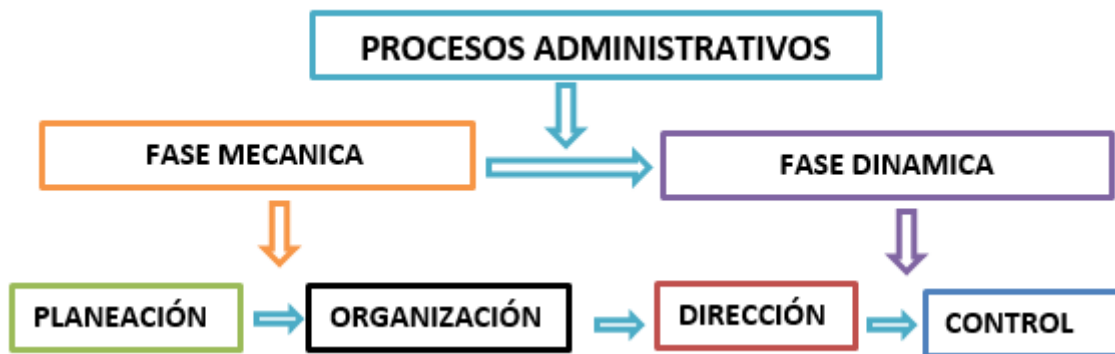 PROCESOS ADMINISTRATIVOS
FASE MECANICA
FASE DINAMICA
PLANEACIÓN
ORGANIZACIÓN
DIRECCIÓN
CONTROL